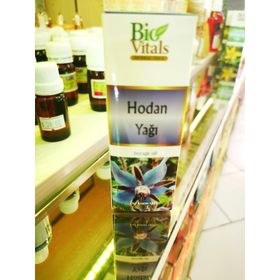 Bio
Vitals
Hodan
Yağı
borage oil